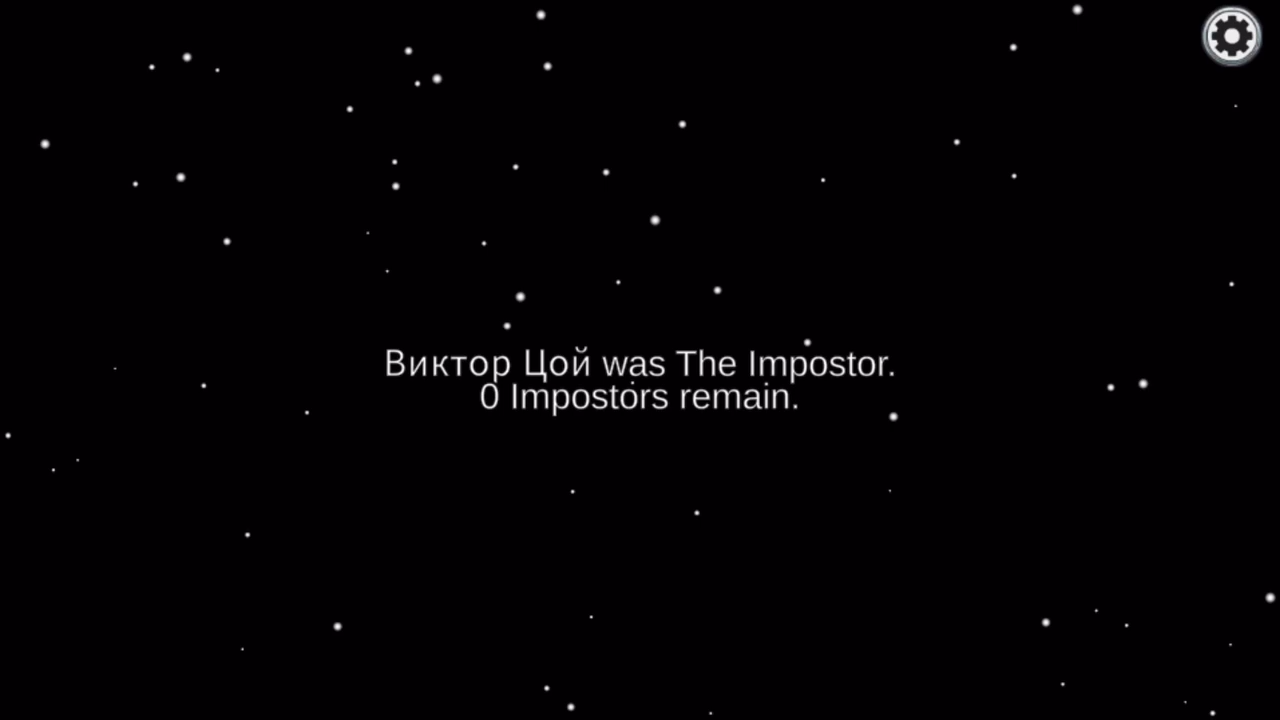 Виктор Цой was The Impostor.
0 Impostors remain.